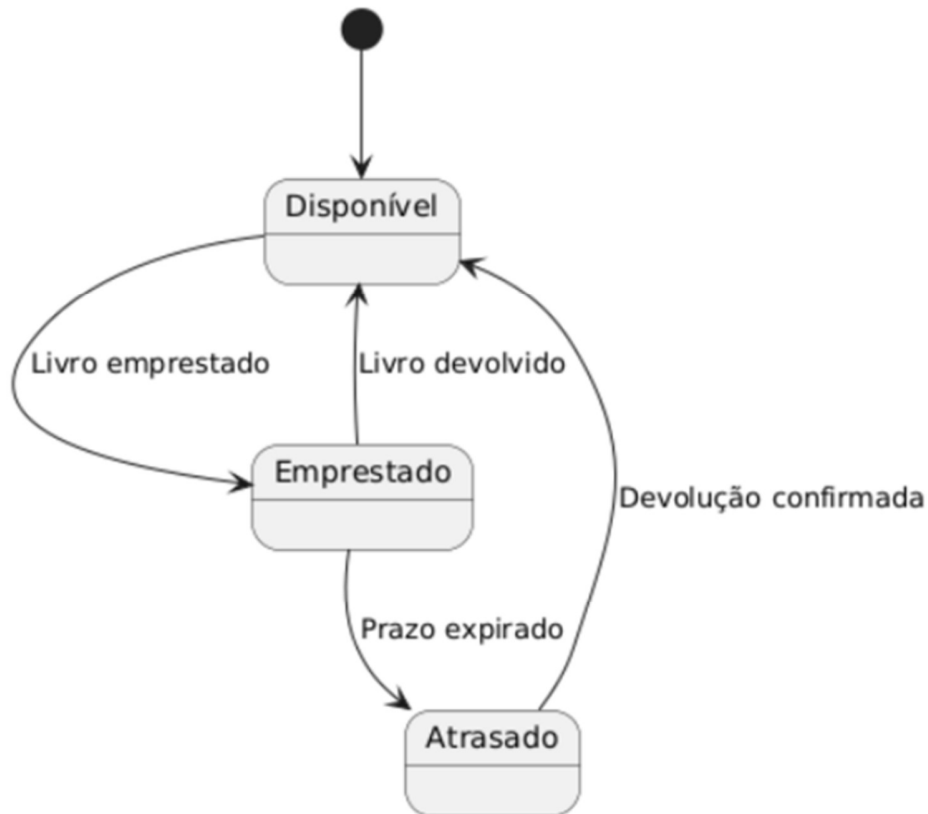 Disponível
Livro emprestado
Livro devolvido
Emprestado
Devolução confirmada
Prazo expirado
Atrasado